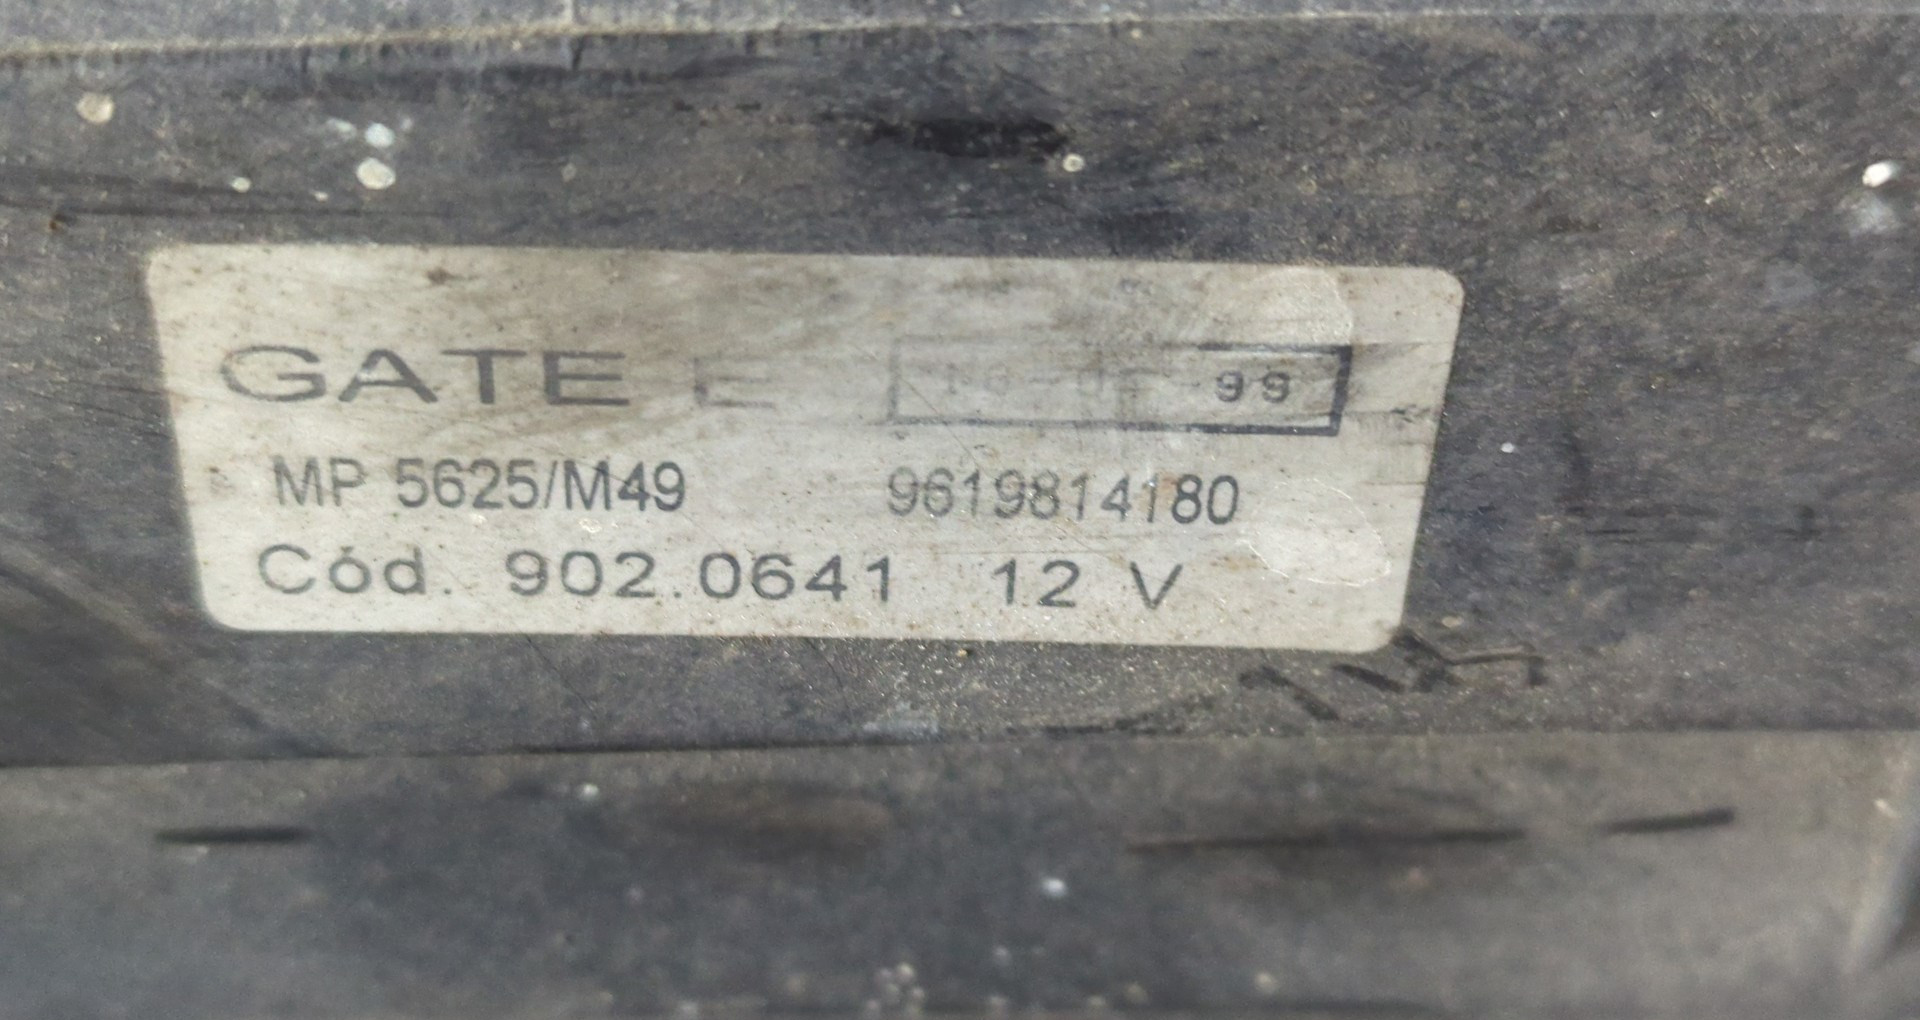 GATE E 99
MP 5625/M49 9619814180
Cód. 902.0641 12 V